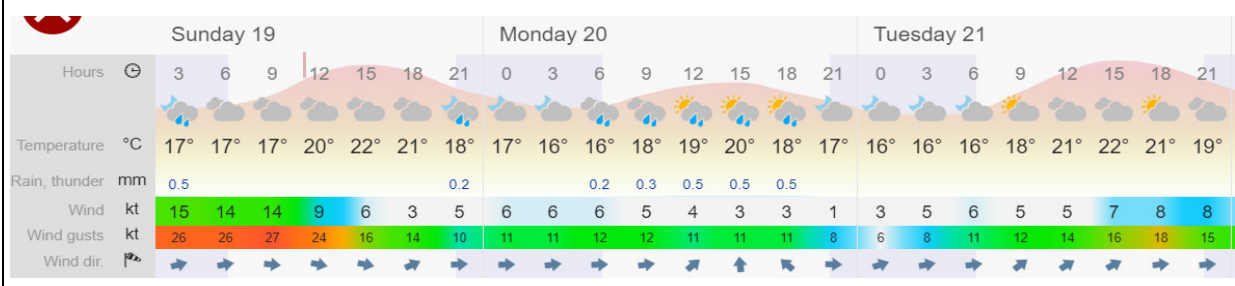 Sunday 19 Monday 20 Tuesday 21
Hours 3 6 9 12 15 18 21 0 3 6 9 12 15 18 21 0 3 6 9 12 15 18 21
Temperature °C 17° 17° 17° 20° 22° 21° 18° 17° 16° 16° 18° 19° 20° 18° 17° 16° 16° 16° 18° 21° 22° 21° 19°
Rain, thunder mm 0.5 0.2 0.2 0.3 0.5 0.5 0.5
Wind kt 15 14 14 9 6 3 5 6 6 6 5 4 3 3 1 3 5 6 5 5 7 8 8
Wind gusts kt 26 26 27 24 16 14 10 11 11 12 12 11 11 11 8 6 8 11 12 14 16 18 15
Wind dir.